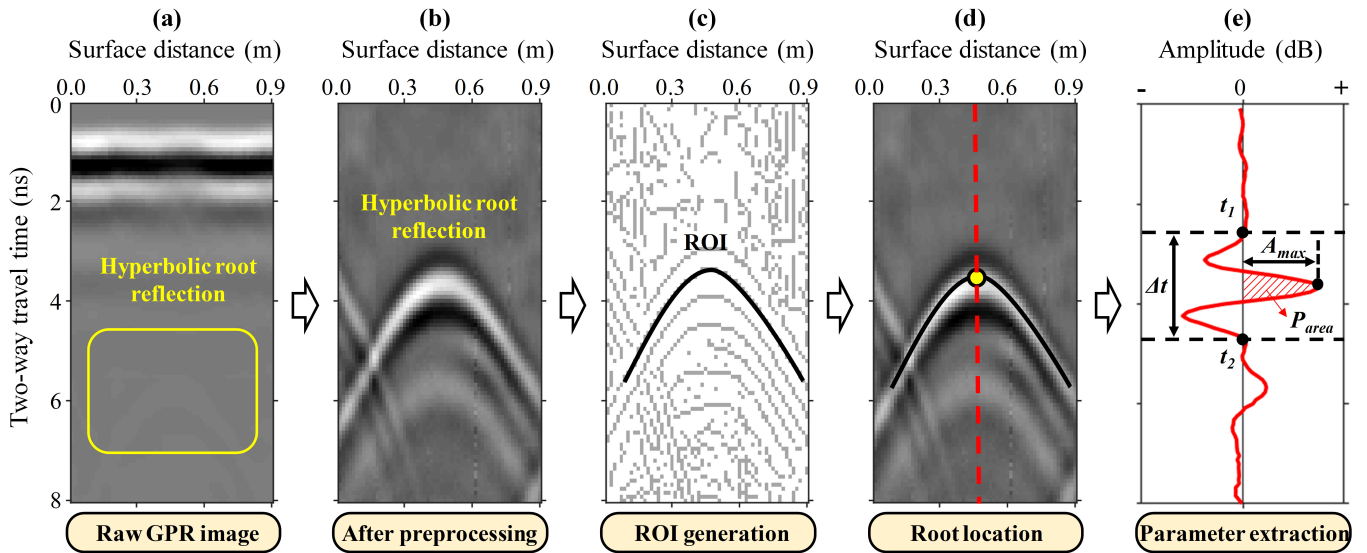 (a)
Surface distance (m)
0.0 0.3 0.6 0.9
Two-way travel time (ns)
0
2
4
6
8
Hyperbolic root
reflection
Raw GPR image
(b)
Surface distance (m)
0.0 0.3 0.6 0.9
Hyperbolic root
reflection
After preprocessing
(c)
Surface distance (m)
0.0 0.3 0.6 0.9
ROI
ROI generation
(d)
Surface distance (m)
0.0 0.3 0.6 0.9
Root location
(e)
Amplitude (dB)
- 0 +
t1
Amax
Δt
Parea
t2
Parameter extraction